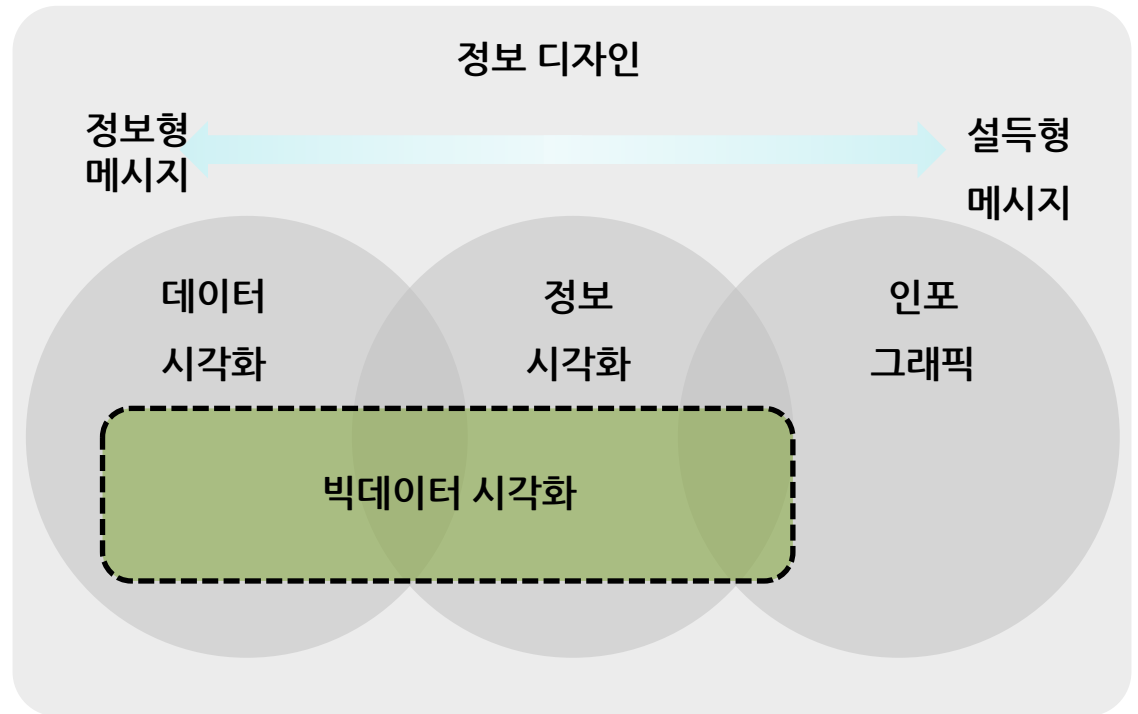 정보 디자인
정보형
메시지
설득형
메시지
데이터
시각화
정보
시각화
인포
그래픽
빅데이터 시각화